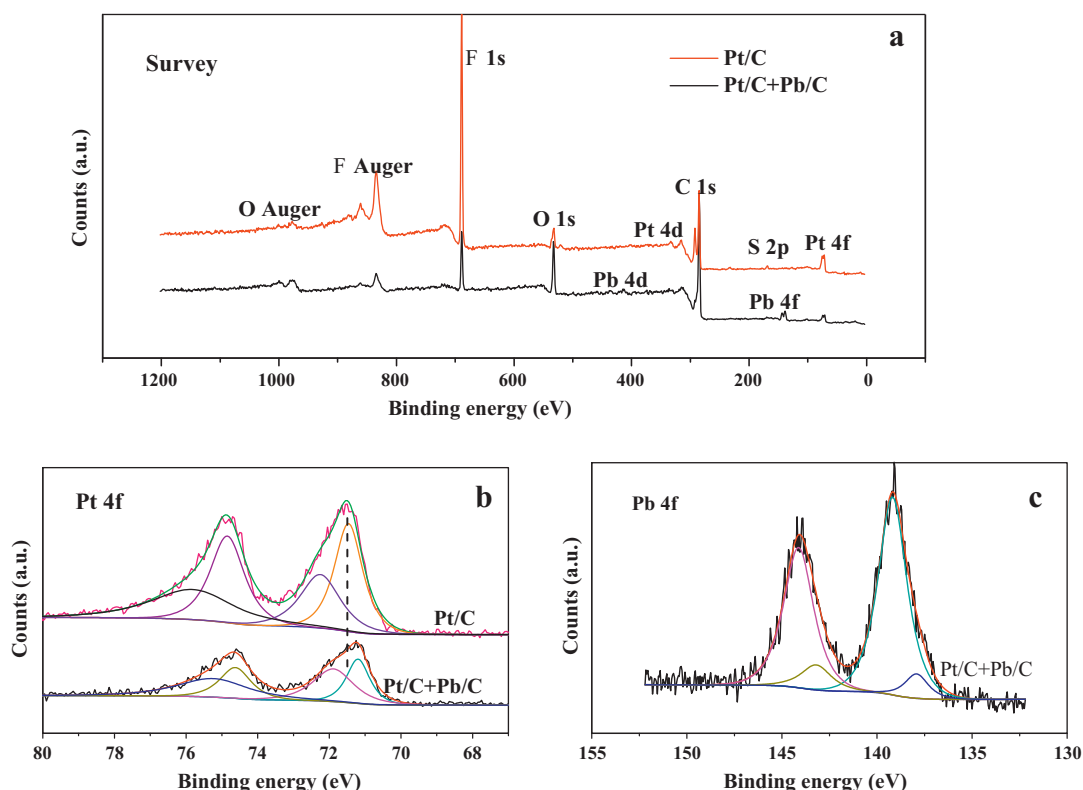 a
Survey
F 1s
Pt/C
Pt/C+Pb/C
F Auger
O Auger
O 1s
Pt 4d
C 1s
S 2p
Pt 4f
Pb 4d
Pb 4f
Counts (a.u.)
1200 1000 800 600 400 200 0
Binding energy (eV)
Pt 4f
b
Pt/C
Pt/C+Pb/C
Counts (a.u.)
80 78 76 74 72 70 68
Binding energy (eV)
Pb 4f
c
Pt/C+Pb/C
Counts (a.u.)
155 150 145 140 135 130
Binding energy (eV)